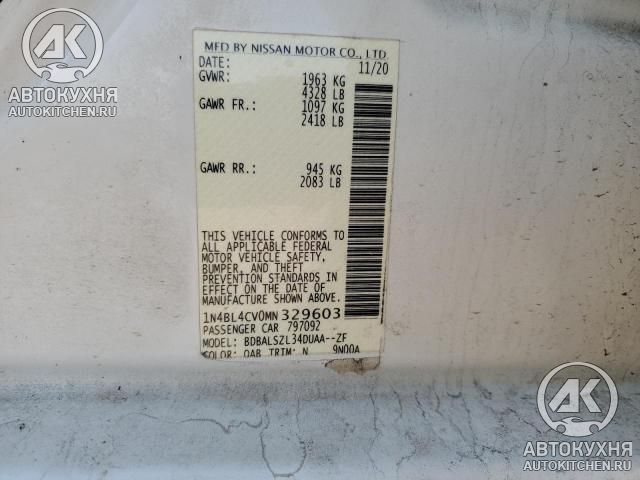 MFD BY NISSAN MOTOR CO., LTD
DATE: 11/20
GVWR: 1963 KG
4328 LB
GAWR FR.: 1097 KG
2418 LB
GAWR RR.: 945 KG
2083 LB
THIS VEHICLE CONFORMS TO
ALL APPLICABLE FEDERAL
MOTOR VEHICLE SAFETY,
BUMPER, AND THEFT
PREVENTION STANDARDS IN
EFFECT ON THE DATE OF
MANUFACTURE SHOWN ABOVE.
1N4BL4CV0MN 329603
PASSENGER CAR 797092
MODEL: BDBALSZL34DUAA--ZF
COLOR: QAB TRIM: N 9N00A
АК
АВТОКУХНЯ
AUTOKITCHEN.RU
АК
АВТОКУХНЯ
AUTOKITCHEN.RU